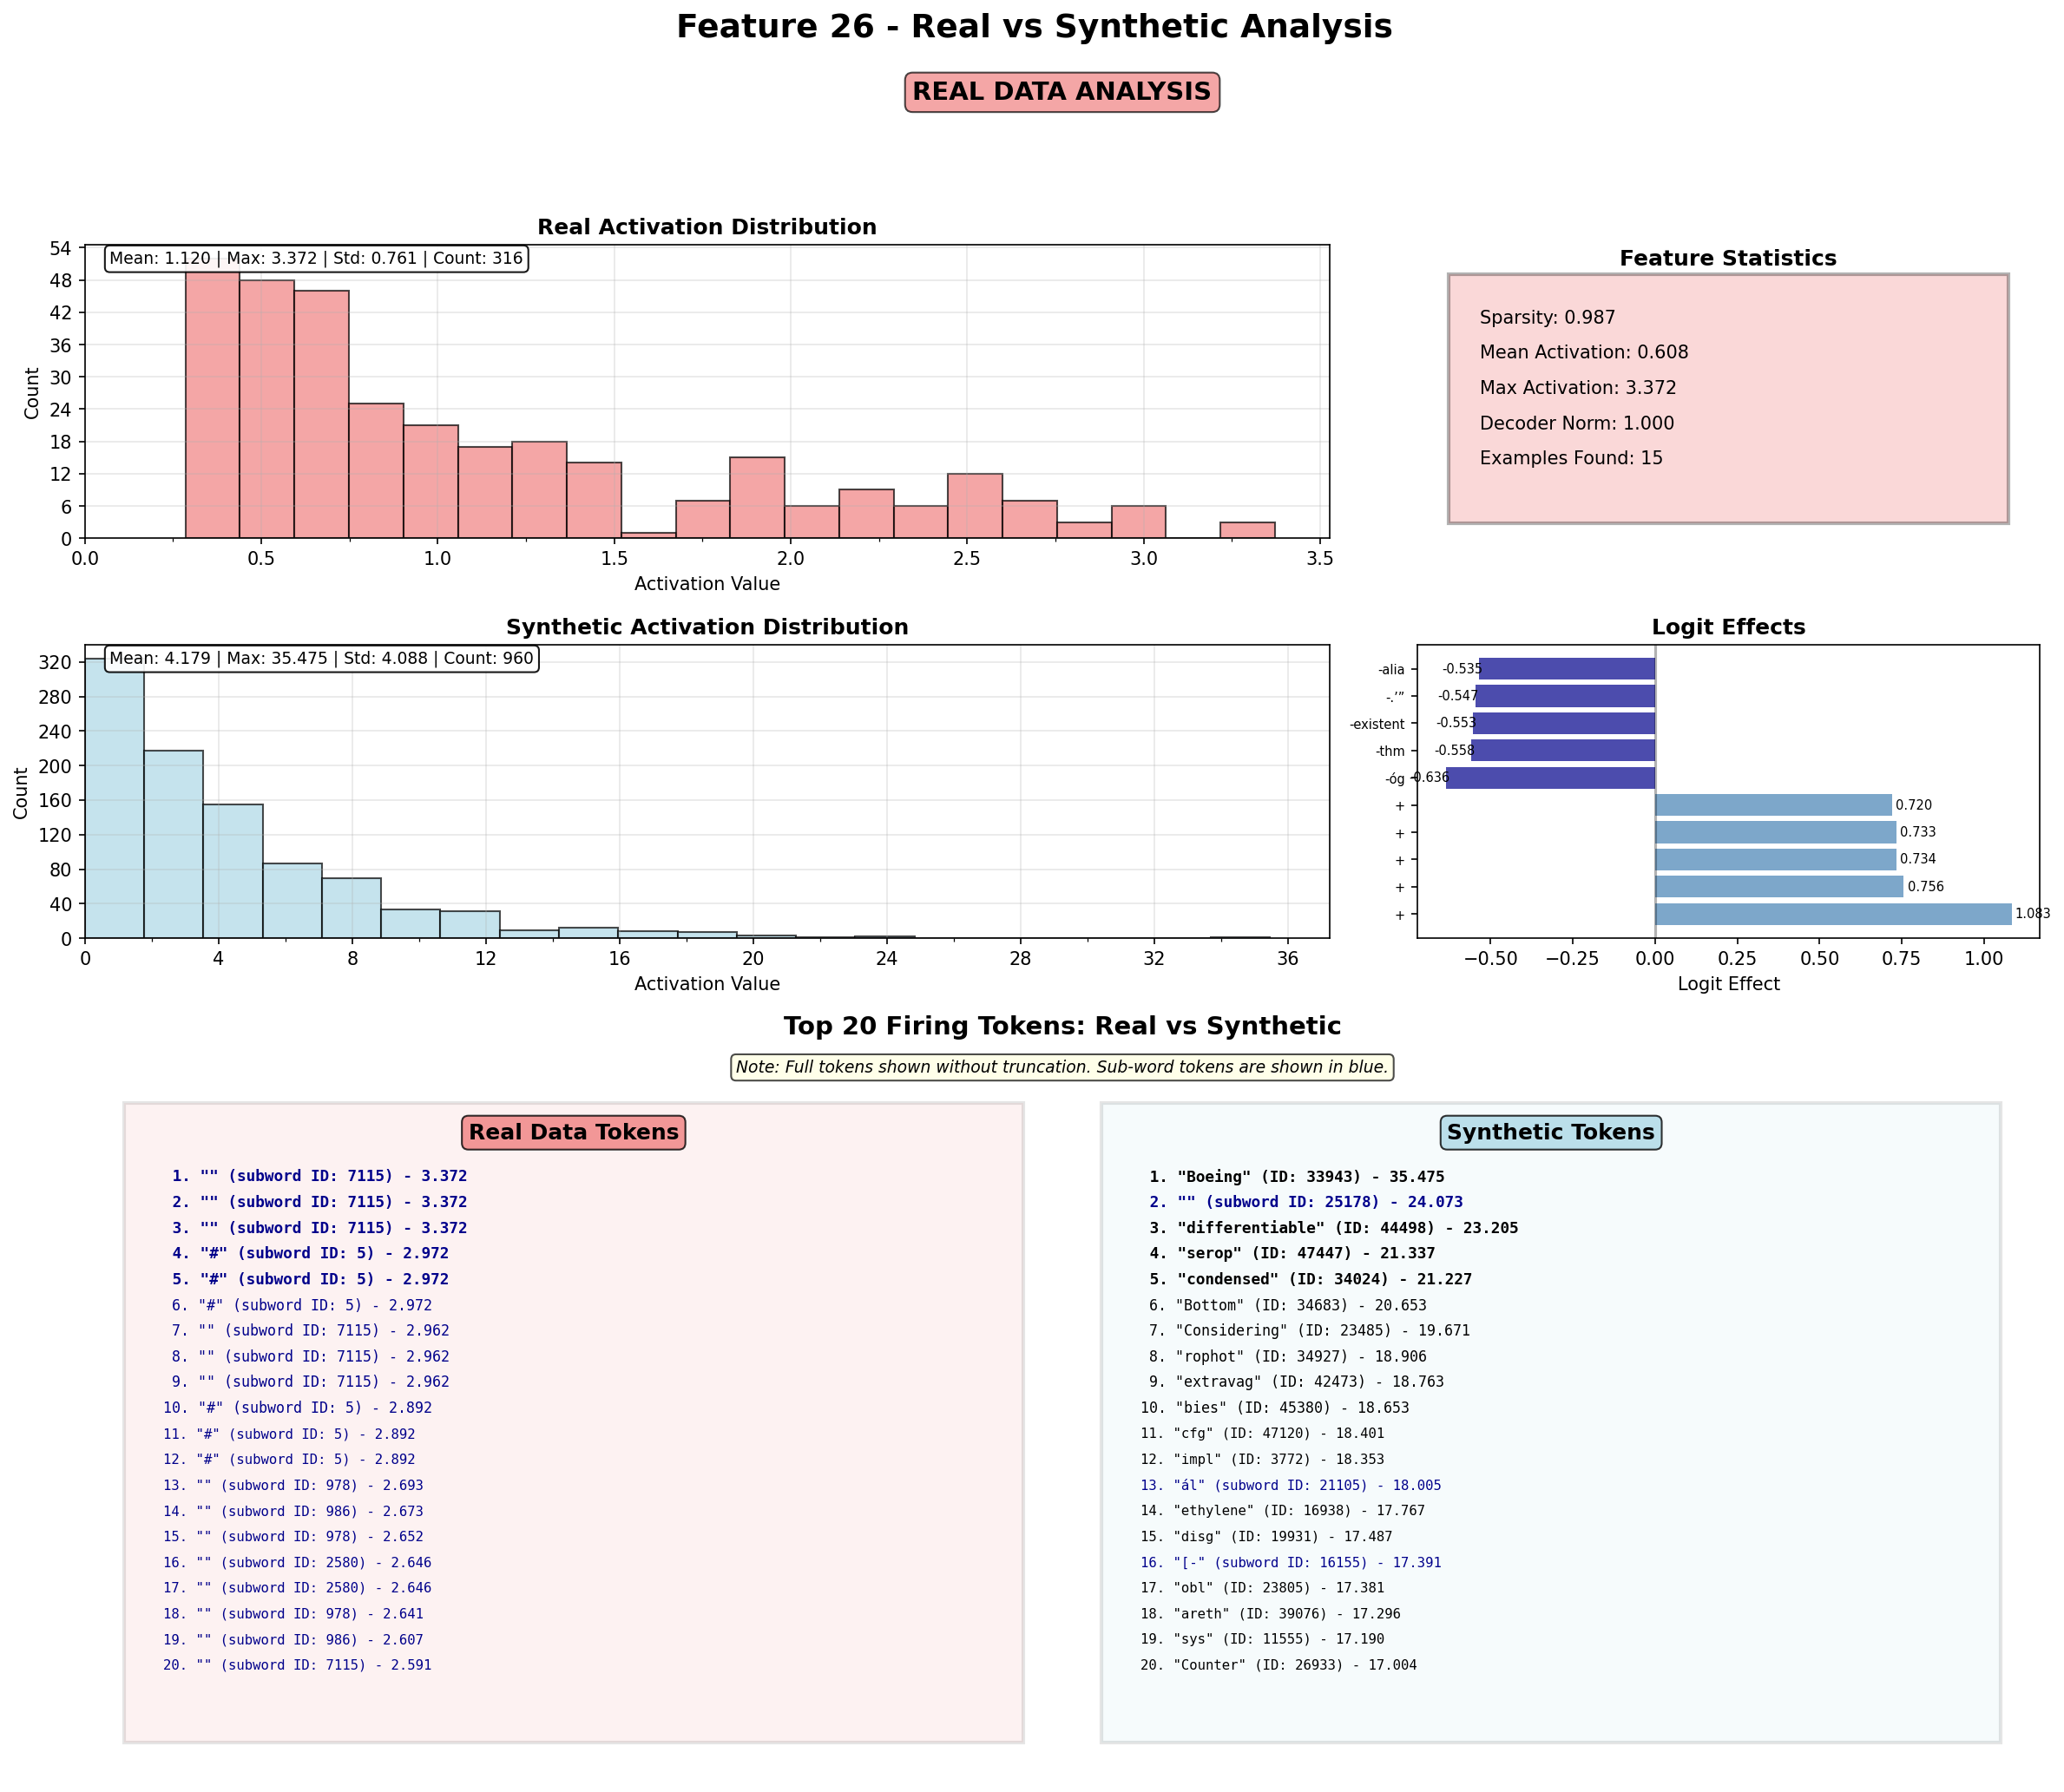 Feature 26 - Real vs Synthetic Analysis
REAL DATA ANALYSIS
Real Activation Distribution
Mean: 1.120 | Max: 3.372 | Std: 0.761 | Count: 316
54
48
42
36
30
24
18
12
6
0
Count
0.0 0.5 1.0 1.5 2.0 2.5 3.0 3.5
Activation Value
Feature Statistics
Sparsity: 0.987
Mean Activation: 0.608
Max Activation: 3.372
Decoder Norm: 1.000
Examples Found: 15
Synthetic Activation Distribution
Mean: 4.179 | Max: 35.475 | Std: 4.088 | Count: 960
320
280
240
200
160
120
80
40
0
Count
0 4 8 12 16 20 24 28 32 36
Activation Value
Logit Effects
-alia -0.535
-.’” -0.547
-existent -0.553
-thm -0.558
-óg -0.636
+ 0.720
+ 0.733
+ 0.734
+ 0.756
+ 1.083
−0.50 −0.25 0.00 0.25 0.50 0.75 1.00
Logit Effect
Top 20 Firing Tokens: Real vs Synthetic
Note: Full tokens shown without truncation. Sub-word tokens are shown in blue.
Real Data Tokens
1. "" (subword ID: 7115) - 3.372
2. "" (subword ID: 7115) - 3.372
3. "" (subword ID: 7115) - 3.372
4. "#" (subword ID: 5) - 2.972
5. "#" (subword ID: 5) - 2.972
6. "#" (subword ID: 5) - 2.972
7. "" (subword ID: 7115) - 2.962
8. "" (subword ID: 7115) - 2.962
9. "" (subword ID: 7115) - 2.962
10. "#" (subword ID: 5) - 2.892
11. "#" (subword ID: 5) - 2.892
12. "#" (subword ID: 5) - 2.892
13. "" (subword ID: 978) - 2.693
14. "" (subword ID: 986) - 2.673
15. "" (subword ID: 978) - 2.652
16. "" (subword ID: 2580) - 2.646
17. "" (subword ID: 2580) - 2.646
18. "" (subword ID: 978) - 2.641
19. "" (subword ID: 986) - 2.607
20. "" (subword ID: 7115) - 2.591
Synthetic Tokens
1. "Boeing" (ID: 33943) - 35.475
2. "" (subword ID: 25178) - 24.073
3. "differentiable" (ID: 44498) - 23.205
4. "serop" (ID: 47447) - 21.337
5. "condensed" (ID: 34024) - 21.227
6. "Bottom" (ID: 34683) - 20.653
7. "Considering" (ID: 23485) - 19.671
8. "rophot" (ID: 34927) - 18.906
9. "extravag" (ID: 42473) - 18.763
10. "bies" (ID: 45380) - 18.653
11. "cfg" (ID: 47120) - 18.401
12. "impl" (ID: 3772) - 18.353
13. "ál" (subword ID: 21105) - 18.005
14. "ethylene" (ID: 16938) - 17.767
15. "disg" (ID: 19931) - 17.487
16. "[-" (subword ID: 16155) - 17.391
17. "obl" (ID: 23805) - 17.381
18. "areth" (ID: 39076) - 17.296
19. "sys" (ID: 11555) - 17.190
20. "Counter" (ID: 26933) - 17.004